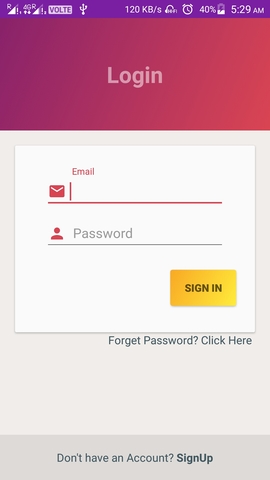 R 4GR VOLTE 120 KB/s 40% 5:29 AM
Login
Email
Password
SIGN IN
Forget Password? Click Here
Don't have an Account? SignUp